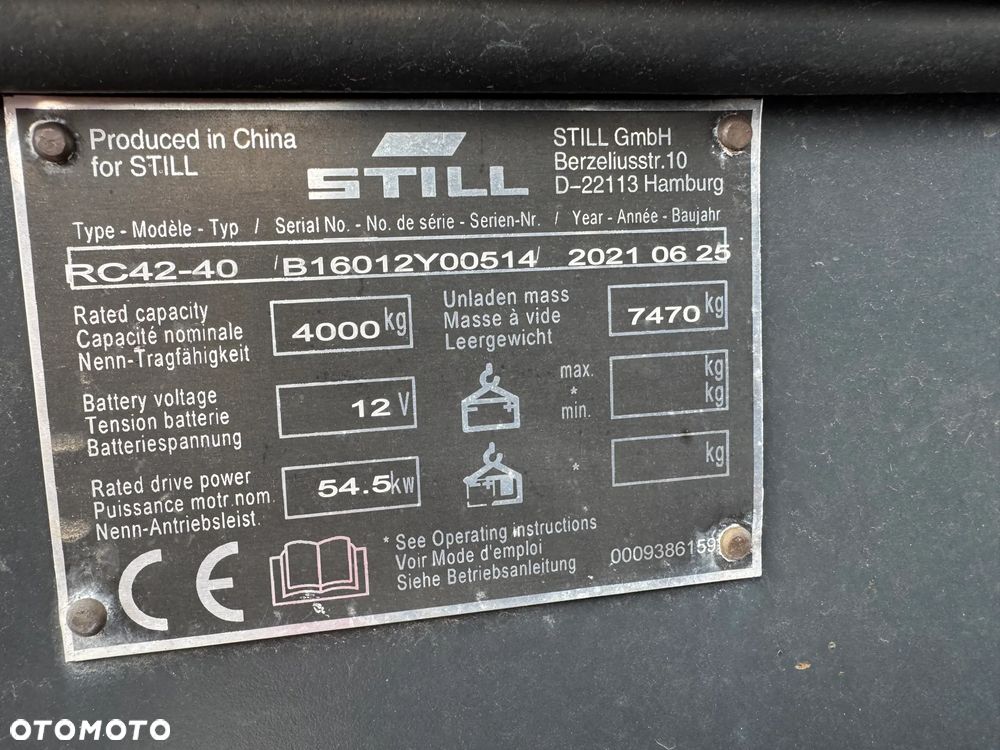 Produced in China
for STILL
STILL
STILL GmbH
Berzeliusstr.10
D-22113 Hamburg
Type - Modèle - Typ / Serial No. - No. de série - Serien-Nr. / Year - Année - Baujahr
RC42-40 / B16012Y00514 / 2021 06 25
Rated capacity
Capacité nominale
Nenn-Tragfähigkeit
4000 kg
Unladen mass
Masse à vide
Leergewicht
7470 kg
Battery voltage
Tension batterie
Batteriespannung
12 V
max. kg
* kg
min.
Rated drive power
Puissance motr.nom.
Nenn-Antriebsleist.
54.5 kw
* kg
CE
* See Operating instructions
Voir Mode d'emploi
Siehe Betriebsanleitung
0009386159
OTOMOTO